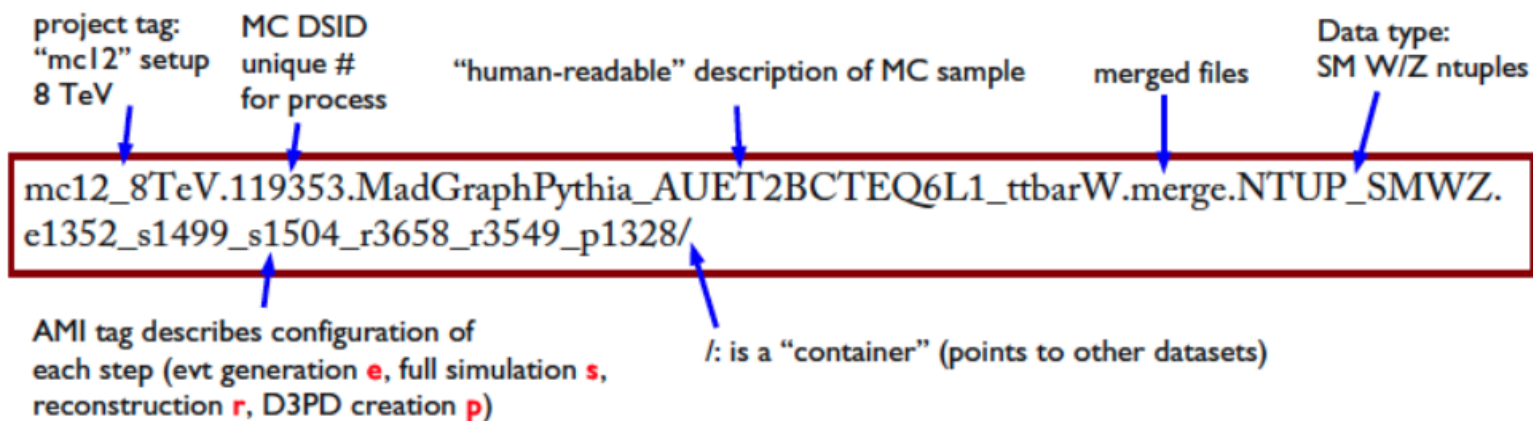 project tag:
“mc12” setup
8 TeV
MC DSID
unique #
for process
“human-readable” description of MC sample
merged files
Data type:
SM W/Z ntuples
mc12_8TeV.119353.MadGraphPythia_AUET2BCTEQ6L1_ttbarW.merge.NTUP_SMWZ.
e1352_s1499_s1504_r3658_r3549_p1328/
AMI tag describes configuration of
each step (evt generation e, full simulation s,
reconstruction r, D3PD creation p)
/: is a “container” (points to other datasets)